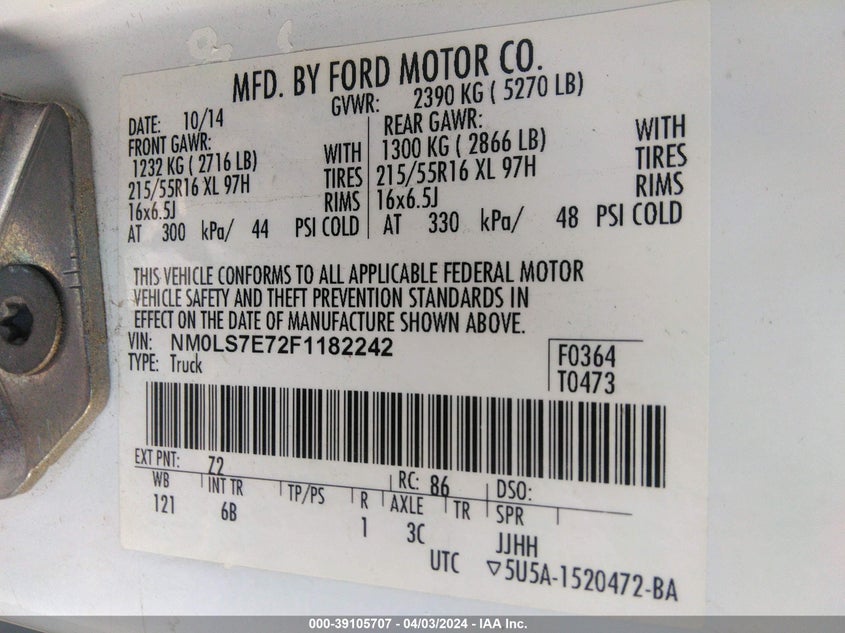 MFD. BY FORD MOTOR CO.
DATE: 10/14 GVWR: 2390 KG ( 5270 LB)
FRONT GAWR: REAR GAWR:
1232 KG ( 2716 LB) WITH 1300 KG ( 2866 LB) WITH
215/55R16 XL 97H TIRES 215/55R16 XL 97H TIRES
16x6.5J RIMS 16x6.5J RIMS
AT 300 kPa/ 44 PSI COLD AT 330 kPa/ 48 PSI COLD
THIS VEHICLE CONFORMS TO ALL APPLICABLE FEDERAL MOTOR
VEHICLE SAFETY AND THEFT PREVENTION STANDARDS IN
EFFECT ON THE DATE OF MANUFACTURE SHOWN ABOVE.
VIN: NM0LS7E72F1182242 F0364
TYPE: Truck T0473
EXT PNT: Z2 RC: 86 DSO:
WB INT TR TP/PS R AXLE TR SPR
121 6B 1 3C JJHH
UTC ▽5U5A-1520472-BA
000-39105707 - 04/03/2024 - IAA Inc.